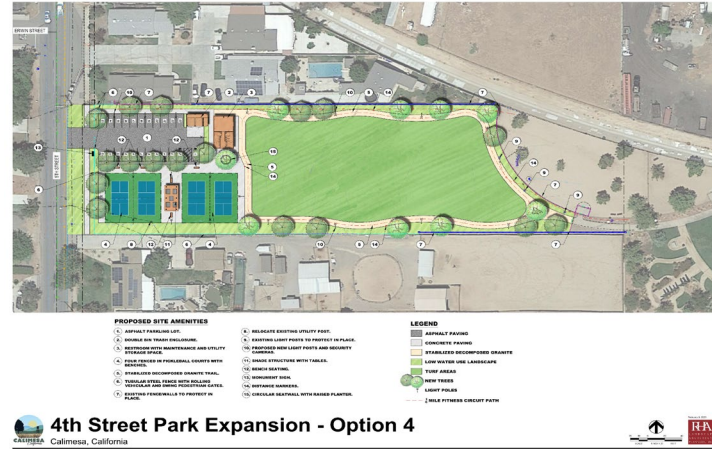 ERWIN STREET
PROPOSED SITE AMENITIES
1. ASPHALT PARKING LOT.
2. DOUBLE BIN TRASH ENCLOSURE.
3. RESTROOM WITH MAINTENANCE AND UTILITY
STORAGE SPACE.
4. FOUR FENCED IN PICKLEBALL COURTS WITH
BENCHES.
5. STABILIZED DECOMPOSED GRANITE TRAIL.
6. TUBULAR STEEL FENCE WITH ROLLING
VEHICULAR AND SWING PEDESTRIAN GATES.
7. EXISTING FENCE/WALLS TO PROTECT IN
PLACE.
8. RELOCATE EXISTING UTILITY POST.
9. EXISTING LIGHT POSTS TO PROTECT IN PLACE.
10. PROPOSED NEW LIGHT POSTS AND SECURITY
CAMERAS.
11. SHADE STRUCTURE WITH TABLES.
12. BENCH SEATING.
13. MONUMENT SIGN.
14. DISTANCE MARKERS.
15. CIRCULAR SEATWALL WITH RAISED PLANTER.
LEGEND
ASPHALT PAVING
CONCRETE PAVING
STABILIZED DECOMPOSED GRANITE
LOW WATER USE LANDSCAPE
TURF AREAS
NEW TREES
LIGHT POLES
MILE FITNESS CIRCUIT PATH
CALIMESA
4th Street Park Expansion - Option 4
Calimesa, California
RHA